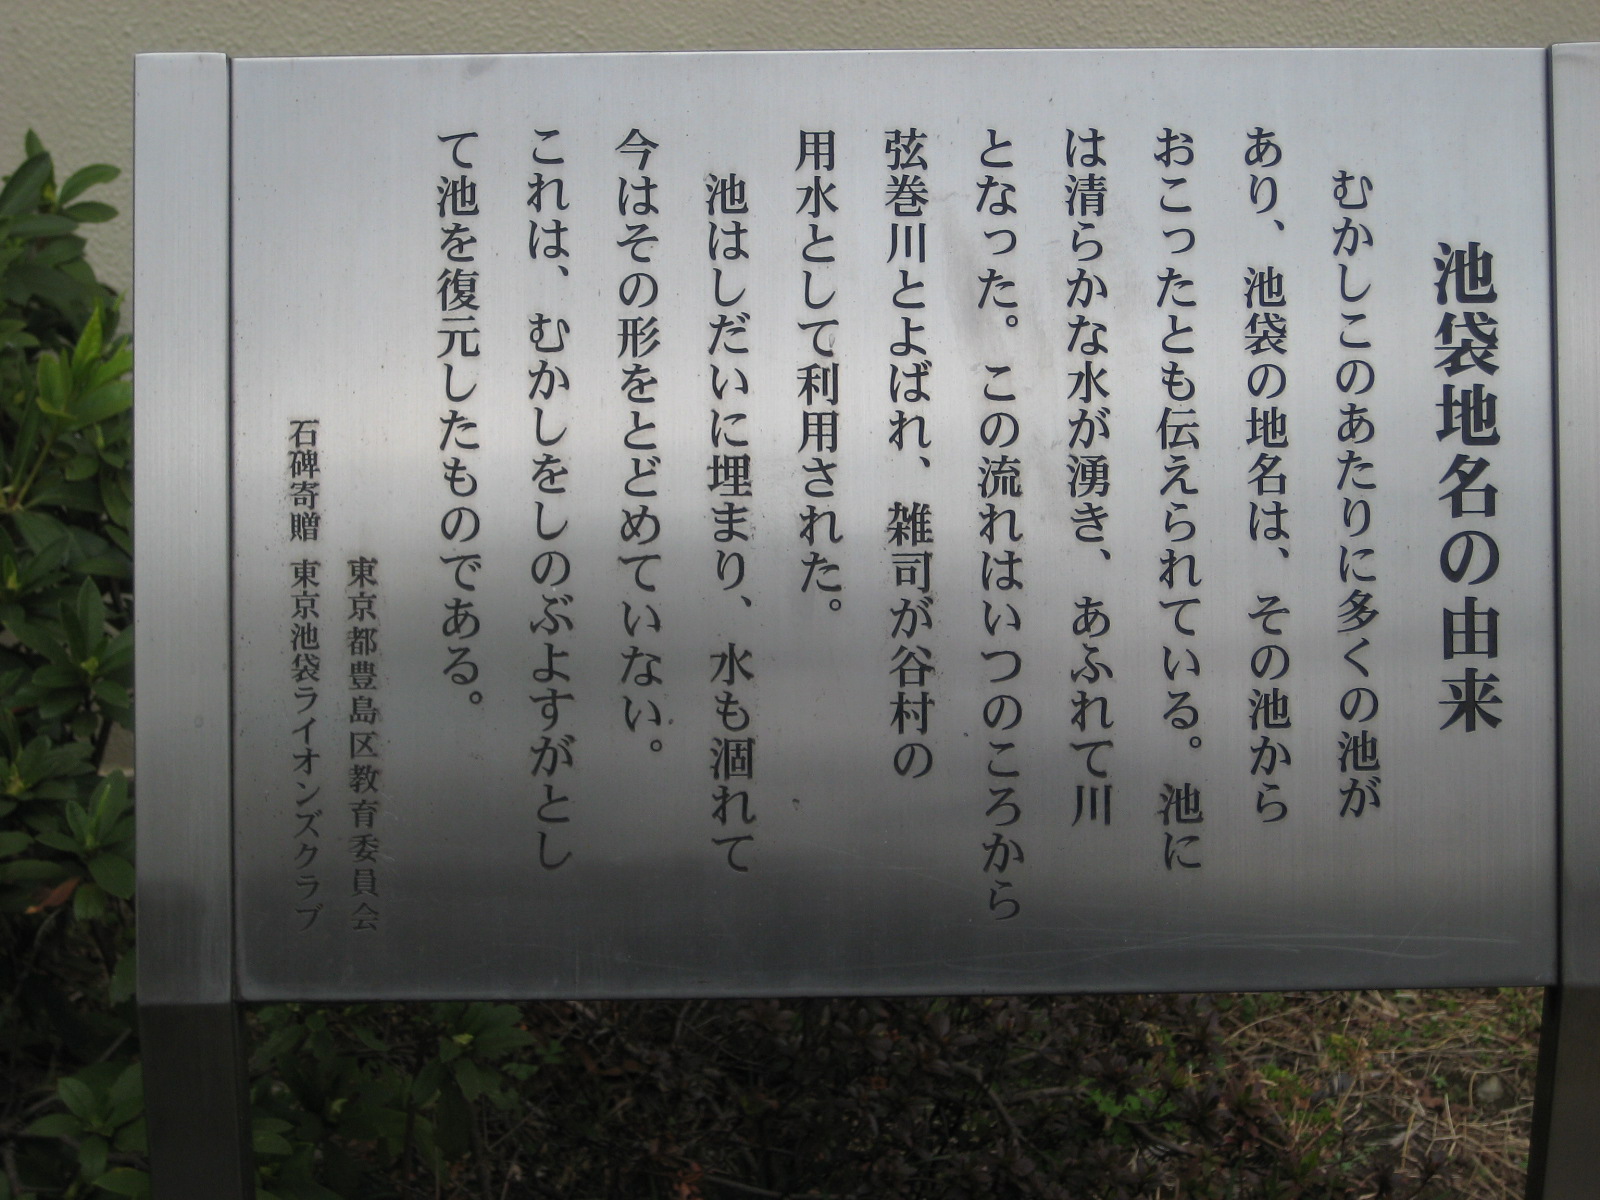 池袋地名の由来
むかしこのあたりに多くの池が
あり、池袋の地名は、その池から
おこったとも伝えられている。池に
は清らかな水が湧き、あふれて川
となった。この流れはいつのころから
弦巻川とよばれ、雑司が谷村の
用水として利用された。
池はしだいに埋まり、水も涸れて
今はその形をとどめていない。
これは、むかしをしのぶよすがとし
て池を復元したものである。
東京都豊島区教育委員会
石碑寄贈 東京池袋ライオンズクラブ